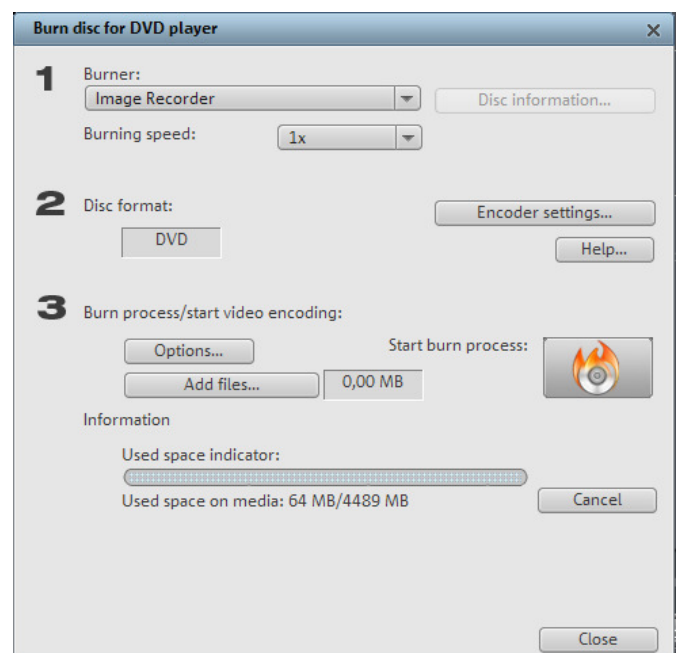 Burn disc for DVD player
1
Burner:
Image Recorder
Disc information...
Burning speed:
1x
2
Disc format:
Encoder settings...
DVD
Help...
3
Burn process/start video encoding:
Options...
Start burn process:
Add files...
0,00 MB
Information
Used space indicator:
Used space on media: 64 MB/4489 MB
Cancel
Close